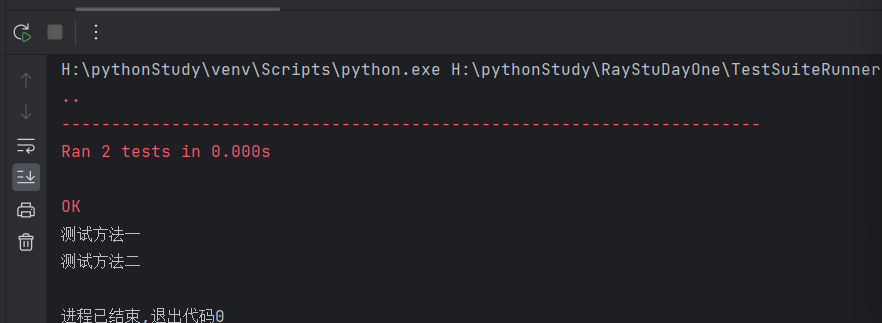 H:\pythonStudy\venv\Scripts\python.exe H:\pythonStudy\RayStuDayOne\TestSuiteRunner
..
----------------------------------------------------------------------
Ran 2 tests in 0.000s
OK
测试方法一
测试方法二
进程已结束,退出代码0